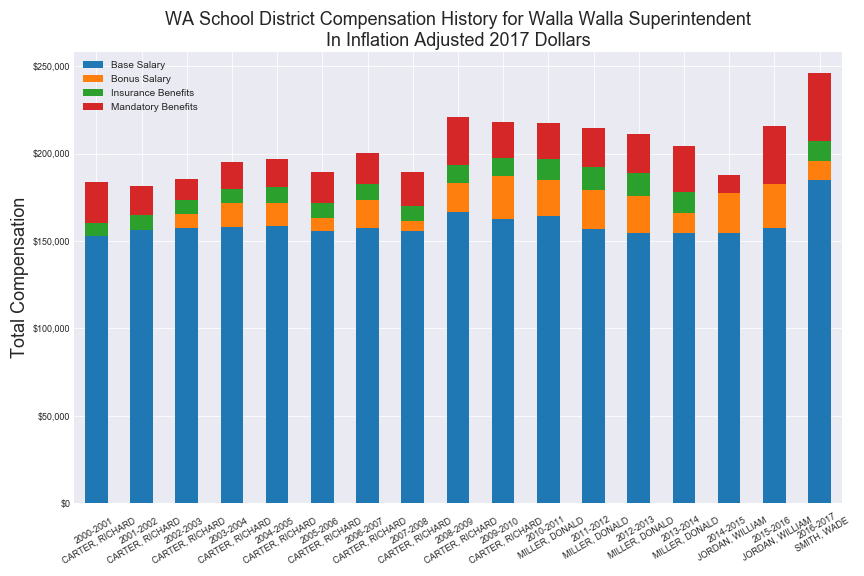 WA School District Compensation History for Walla Walla Superintendent
In Inflation Adjusted 2017 Dollars
Base Salary
Bonus Salary
Insurance Benefits
Mandatory Benefits
Total Compensation
$250,000
$200,000
$150,000
$100,000
$50,000
$0
2000-2001
CARTER, RICHARD
2001-2002
CARTER, RICHARD
2002-2003
CARTER, RICHARD
2003-2004
CARTER, RICHARD
2004-2005
CARTER, RICHARD
2005-2006
CARTER, RICHARD
2006-2007
CARTER, RICHARD
2007-2008
CARTER, RICHARD
2008-2009
CARTER, RICHARD
2009-2010
CARTER, RICHARD
2010-2011
MILLER, DONALD
2011-2012
MILLER, DONALD
2012-2013
MILLER, DONALD
2013-2014
MILLER, DONALD
2014-2015
JORDAN, WILLIAM
2015-2016
JORDAN, WILLIAM
2016-2017
SMITH, WADE